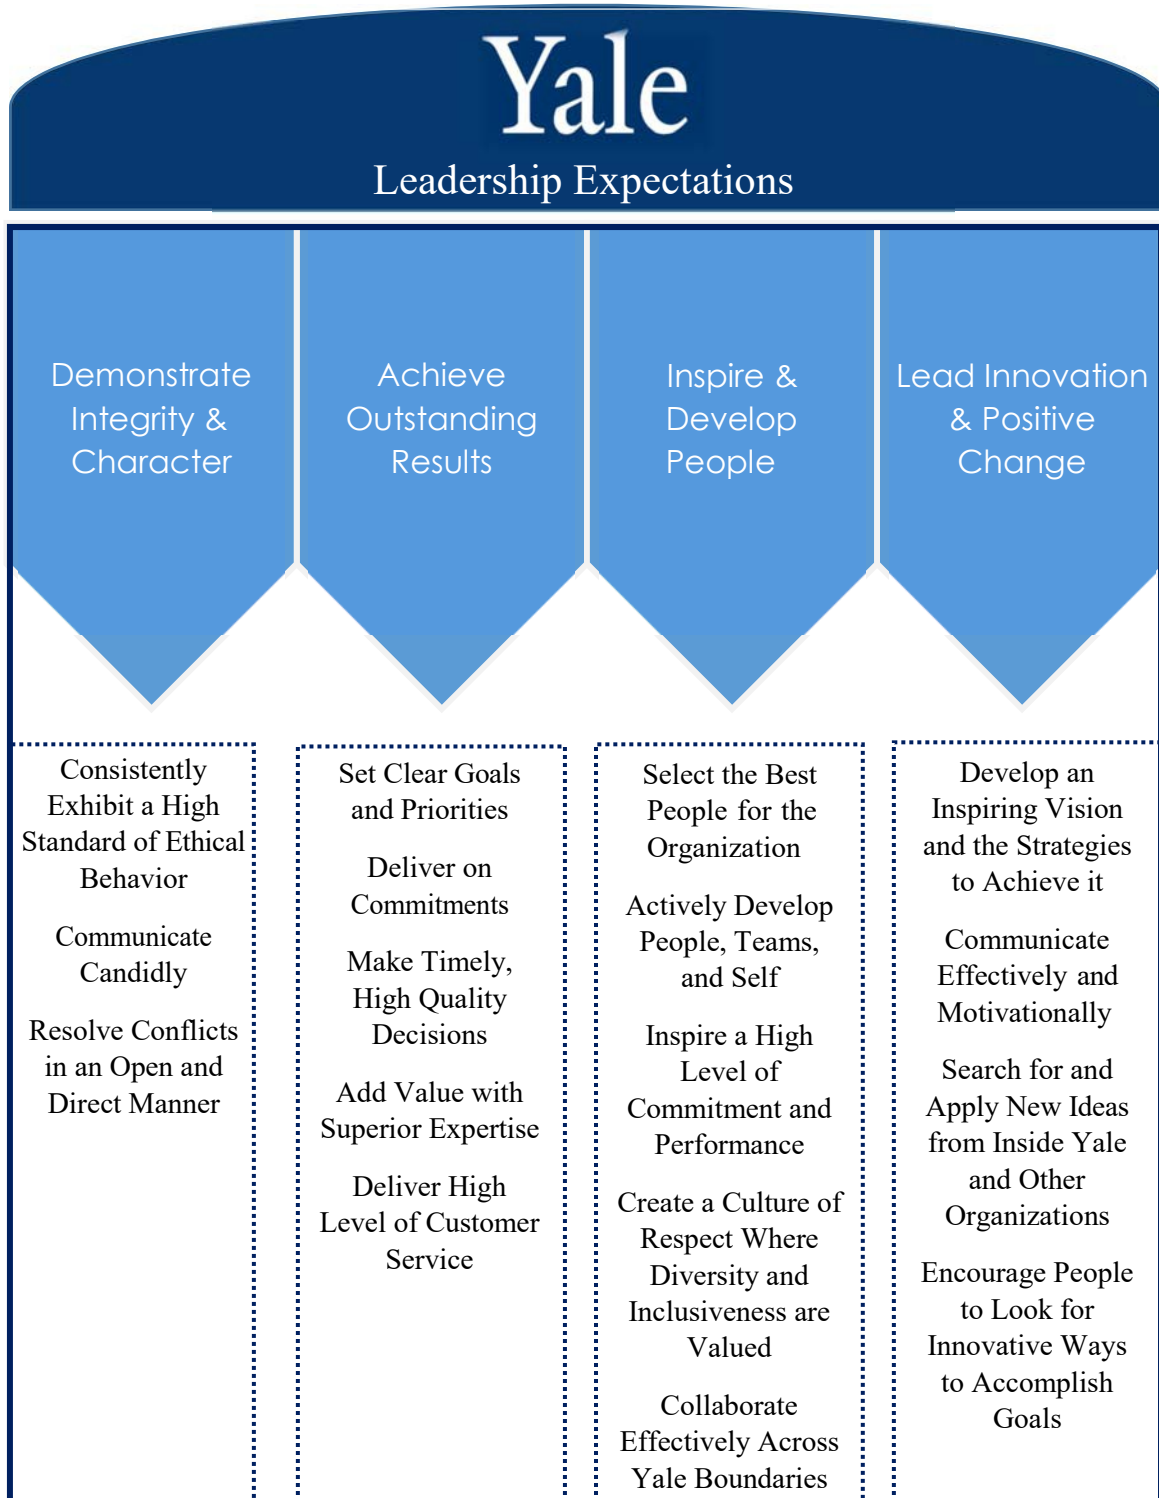 Yale
Leadership Expectations
Demonstrate
Integrity &
Character
Achieve
Outstanding
Results
Inspire &
Develop
People
Lead Innovation
& Positive
Change
Consistently
Exhibit a High
Standard of Ethical
Behavior
Communicate
Candidly
Resolve Conflicts
in an Open and
Direct Manner
Set Clear Goals
and Priorities
Deliver on
Commitments
Make Timely,
High Quality
Decisions
Add Value with
Superior Expertise
Deliver High
Level of Customer
Service
Select the Best
People for the
Organization
Actively Develop
People, Teams,
and Self
Inspire a High
Level of
Commitment and
Performance
Create a Culture of
Respect Where
Diversity and
Inclusiveness are
Valued
Collaborate
Effectively Across
Yale Boundaries
Develop an
Inspiring Vision
and the Strategies
to Achieve it
Communicate
Effectively and
Motivationally
Search for and
Apply New Ideas
from Inside Yale
and Other
Organizations
Encourage People
to Look for
Innovative Ways
to Accomplish
Goals